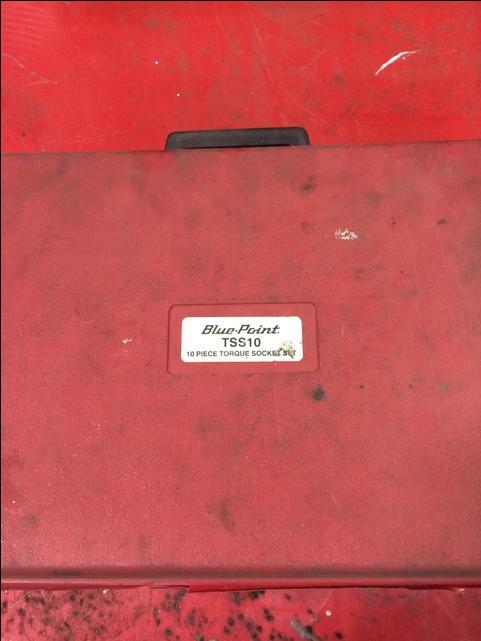 Blue-Point
TSS10
10 PIECE TORQUE SOCKET SET